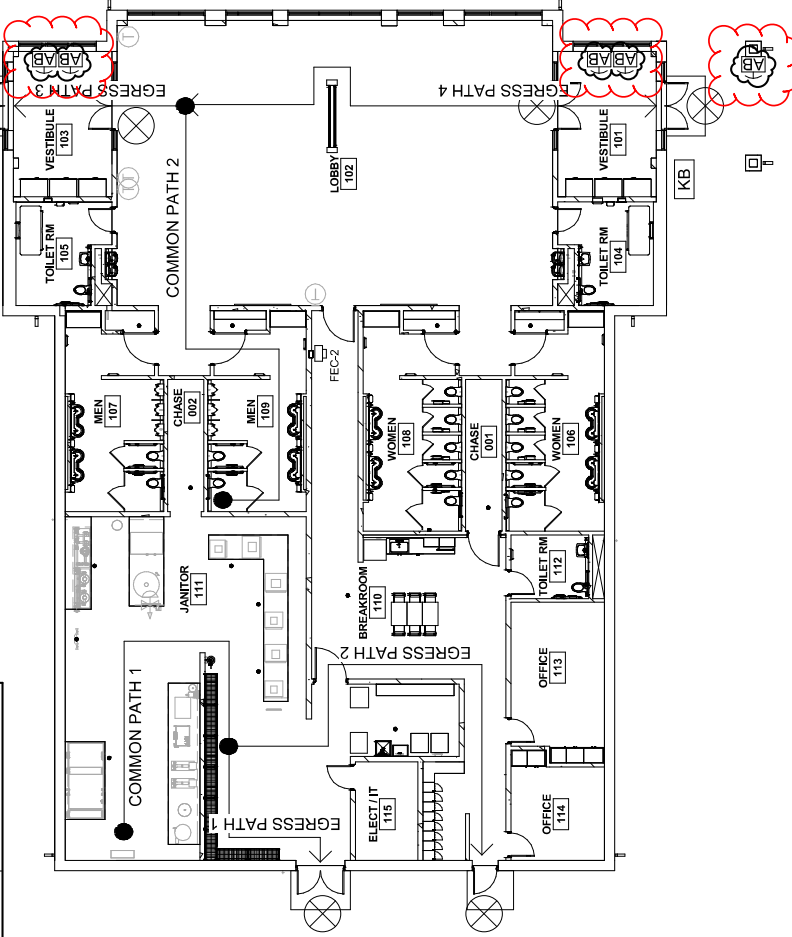 AB
AB
AB
AB
AB
EGRESS PATH 3
EGRESS PATH 4
VESTIBULE
103
LOBBY
102
VESTIBULE
101
KB
COMMON PATH 2
TOILET RM
105
TOILET RM
104
FEC-2
MEN
107
CHASE
002
MEN
109
WOMEN
108
CHASE
001
WOMEN
106
JANITOR
111
BREAKROOM
110
TOILET RM
112
EGRESS PATH 2
OFFICE
113
COMMON PATH 1
EGRESS PATH 1
ELECT / IT
115
OFFICE
114